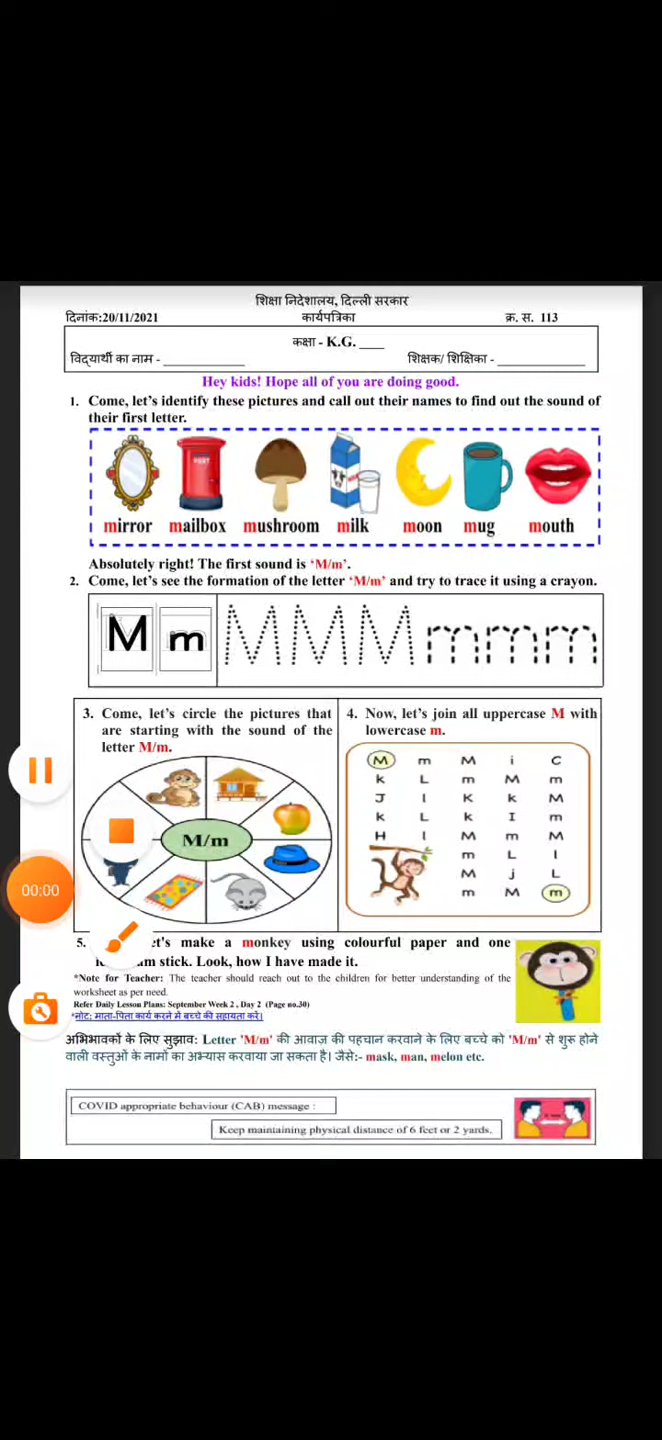 शिक्षा निदेशालय, दिल्ली सरकार
दिनांक:20/11/2021 कार्यपत्रिका क्र. स. 113
कक्षा - K.G. ____
विद्यार्थी का नाम - ____________ शिक्षक/ शिक्षिका - _____________
Hey kids! Hope all of you are doing good.
1. Come, let's identify these pictures and call out their names to find out the sound of
their first letter.
POST
mirror mailbox mushroom milk moon mug mouth
Absolutely right! The first sound is 'M/m'.
2. Come, let's see the formation of the letter 'M/m' and try to trace it using a crayon.
M m M M M m m m
3. Come, let's circle the pictures that
are starting with the sound of the
letter M/m.
M/m
4. Now, let's join all uppercase M with
lowercase m.
M m M i C
k L m M m
J l K k M
k L k I m
H l M m M
m L l
M j L
m M m
00:00
5. et's make a monkey using colourful paper and one
m stick. Look, how I have made it.
*Note for Teacher: The teacher should reach out to the children for better understanding of the
worksheet as per need.
Refer Daily Lesson Plans: September Week 2 , Day 2 (Page no.30)
*नोट: माता-पिता कार्य करने में बच्चे की सहायता करें।
अभिभावकों के लिए सुझाव: Letter 'M/m' की आवाज़ की पहचान करवाने के लिए बच्चे को 'M/m' से शुरू होने
वाली वस्तुओं के नामों का अभ्यास करवाया जा सकता है। जैसे:- mask, man, melon etc.
COVID appropriate behaviour (CAB) message :
Keep maintaining physical distance of 6 feet or 2 yards.